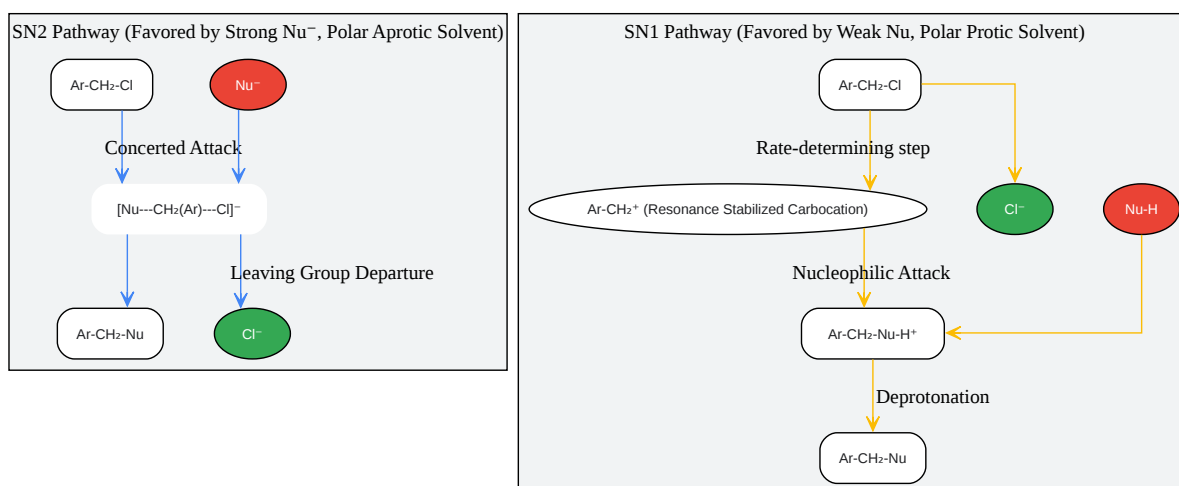 SN2 Pathway (Favored by Strong Nu⁻, Polar Aprotic Solvent)
Ar-CH₂-Cl
Nu⁻
Concerted Attack
[Nu---CH₂(Ar)---Cl]⁻
Leaving Group Departure
Ar-CH₂-Nu
Cl⁻
SN1 Pathway (Favored by Weak Nu, Polar Protic Solvent)
Ar-CH₂-Cl
Rate-determining step
Ar-CH₂⁺ (Resonance Stabilized Carbocation)
Cl⁻
Nu-H
Nucleophilic Attack
Ar-CH₂-Nu-H⁺
Deprotonation
Ar-CH₂-Nu